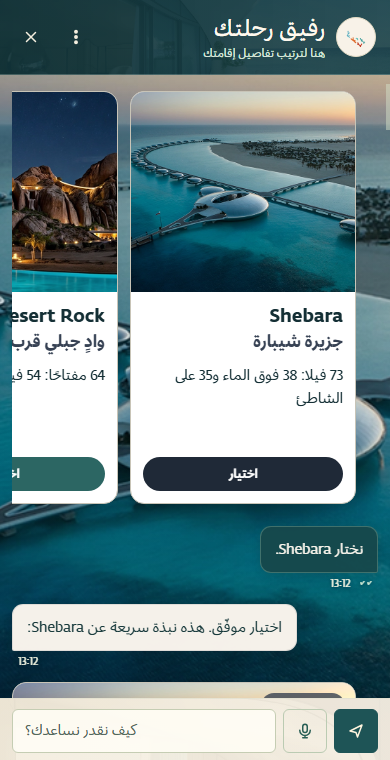 رفيق رحلتك
هنا لترتيب تفاصيل إقامتك
Shebara
جزيرة شيبارة
73 فيلا: 38 فوق الماء و35 على
الشاطئ
اختيار
Desert Rock
وادٍ جبلي قرب
64 مفتاحًا: 54
نختار Shebara.
13:12
اختيار موفّق. هذه نبذة سريعة عن Shebara:
13:12
كيف نقدر نساعدك؟